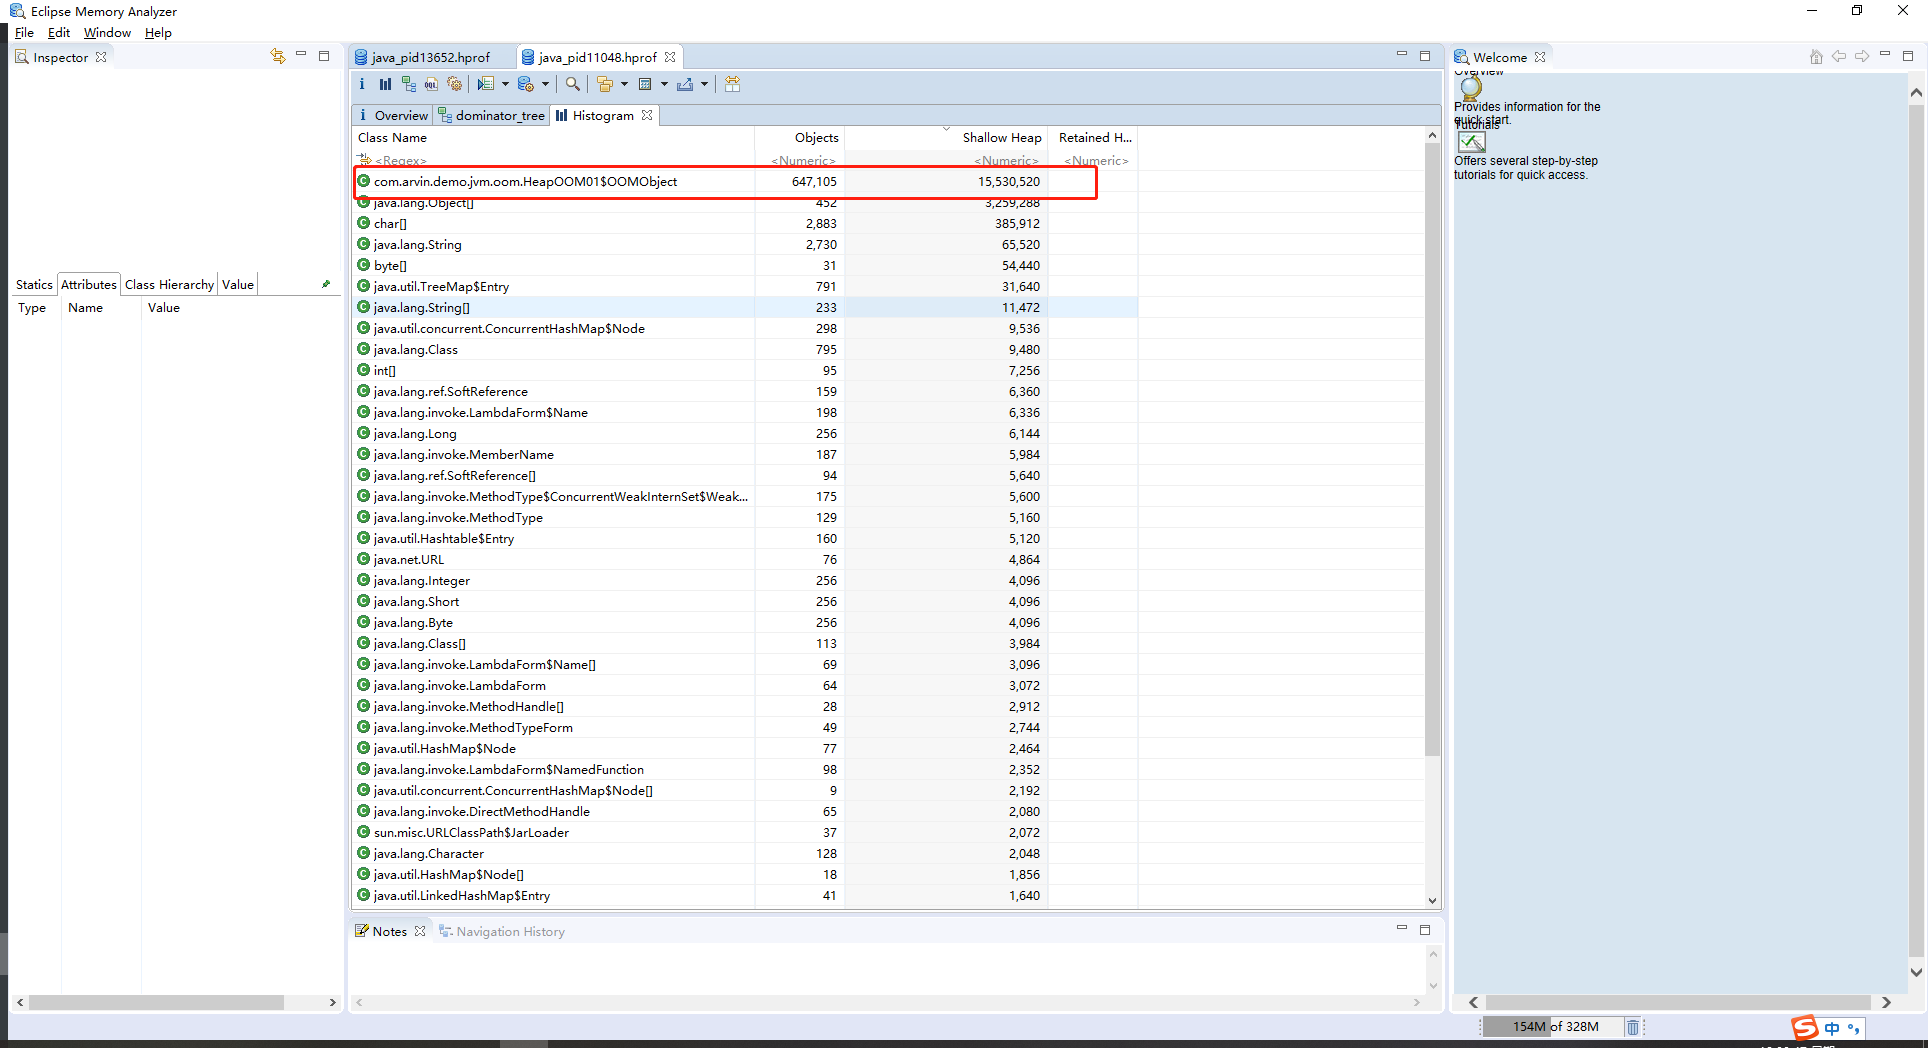 Eclipse Memory Analyzer
File Edit Window Help
Inspector
java_pid13652.hprof java_pid11048.hprof
Welcome
Overview
Provides information for the
quick start.
Tutorials
Offers several step-by-step
tutorials for quick access.
Statics Attributes Class Hierarchy Value
Type Name Value
i OQL
i Overview dominator_tree Histogram
Class Name Objects Shallow Heap Retained H...
<Regex> <Numeric> <Numeric> <Numeric>
com.arvin.demo.jvm.oom.HeapOOM01$OOMObject 647,105 15,530,520
java.lang.Object[] 452 3,259,288
char[] 2,883 385,912
java.lang.String 2,730 65,520
byte[] 31 54,440
java.util.TreeMap$Entry 791 31,640
java.lang.String[] 233 11,472
java.util.concurrent.ConcurrentHashMap$Node 298 9,536
java.lang.Class 795 9,480
int[] 95 7,256
java.lang.ref.SoftReference 159 6,360
java.lang.invoke.LambdaForm$Name 198 6,336
java.lang.Long 256 6,144
java.lang.invoke.MemberName 187 5,984
java.lang.ref.SoftReference[] 94 5,640
java.lang.invoke.MethodType$ConcurrentWeakInternSet$Weak... 175 5,600
java.lang.invoke.MethodType 129 5,160
java.util.Hashtable$Entry 160 5,120
java.net.URL 76 4,864
java.lang.Integer 256 4,096
java.lang.Short 256 4,096
java.lang.Byte 256 4,096
java.lang.Class[] 113 3,984
java.lang.invoke.LambdaForm$Name[] 69 3,096
java.lang.invoke.LambdaForm 64 3,072
java.lang.invoke.MethodHandle[] 28 2,912
java.lang.invoke.MethodTypeForm 49 2,744
java.util.HashMap$Node 77 2,464
java.lang.invoke.LambdaForm$NamedFunction 98 2,352
java.util.concurrent.ConcurrentHashMap$Node[] 9 2,192
java.lang.invoke.DirectMethodHandle 65 2,080
sun.misc.URLClassPath$JarLoader 37 2,072
java.lang.Character 128 2,048
java.util.HashMap$Node[] 18 1,856
java.util.LinkedHashMap$Entry 41 1,640
Notes Navigation History
154M of 328M
S 中 °,